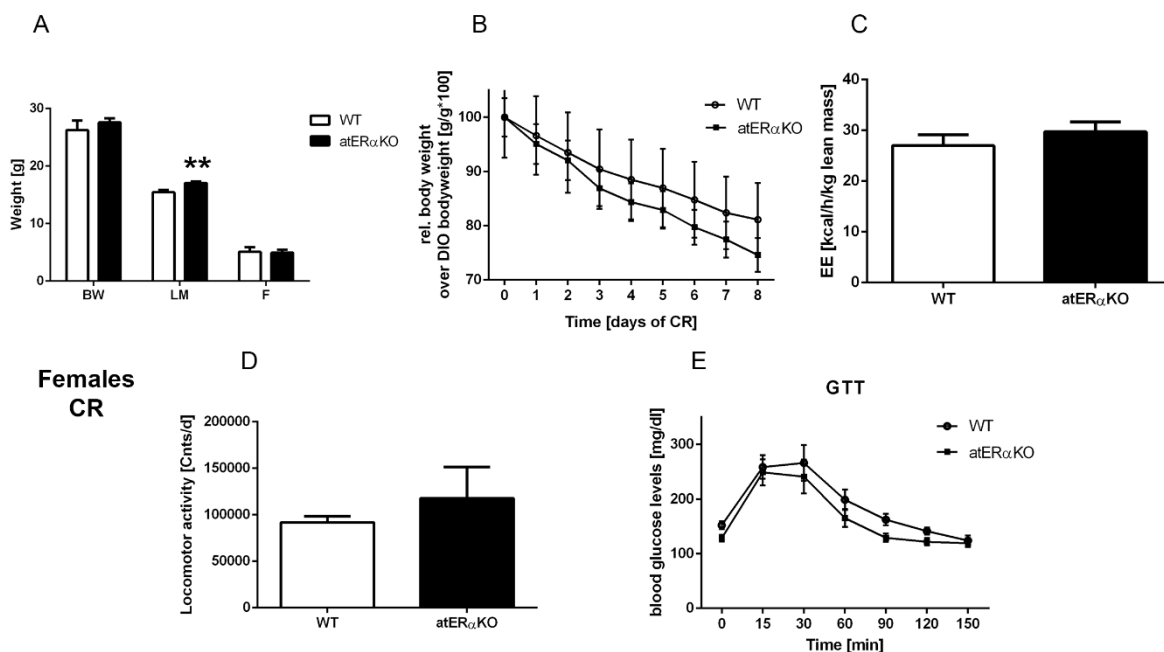 A
30
20
10
0
Weight [g]
**
BW
LM
F
WT
atERαKO
B
100
90
80
70
rel. body weight
over DIO bodyweight [g/g*100]
0 1 2 3 4 5 6 7 8
Time [days of CR]
WT
atERαKO
C
40
30
20
10
0
EE [kcal/h/kg lean mass]
WT
atERαKO
Females
CR
D
200000
150000
100000
50000
0
Locomotor activity [Cnts/d]
WT
atERαKO
E
GTT
300
200
100
0
blood glucose levels [mg/dl]
0 15 30 60 90 120 150
Time [min]
WT
atERαKO